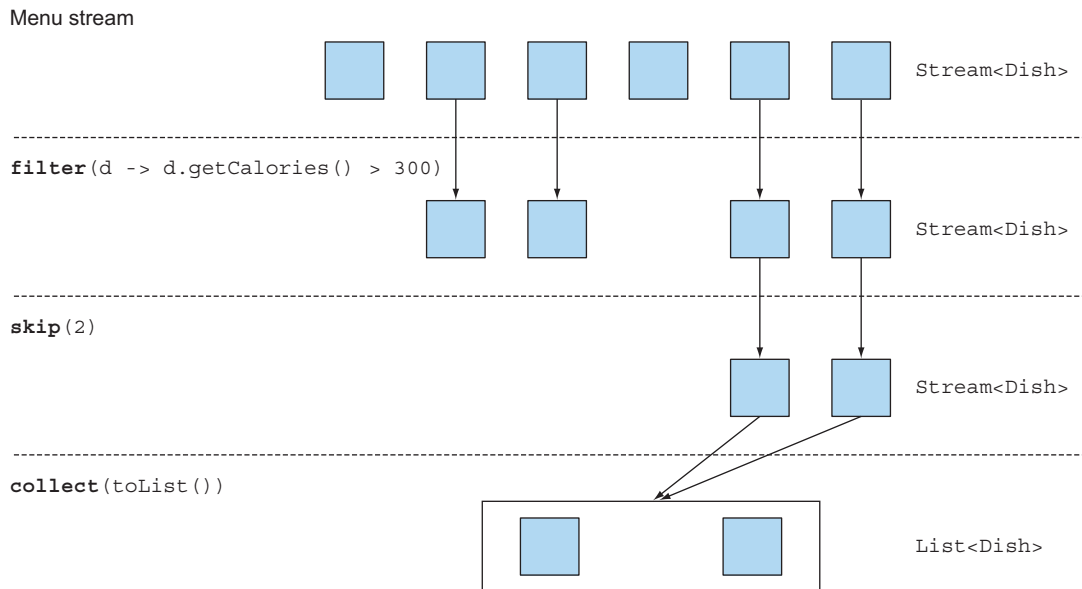 Menu stream
Stream<Dish>
filter(d -> d.getCalories() > 300)
Stream<Dish>
skip(2)
Stream<Dish>
collect(toList())
List<Dish>